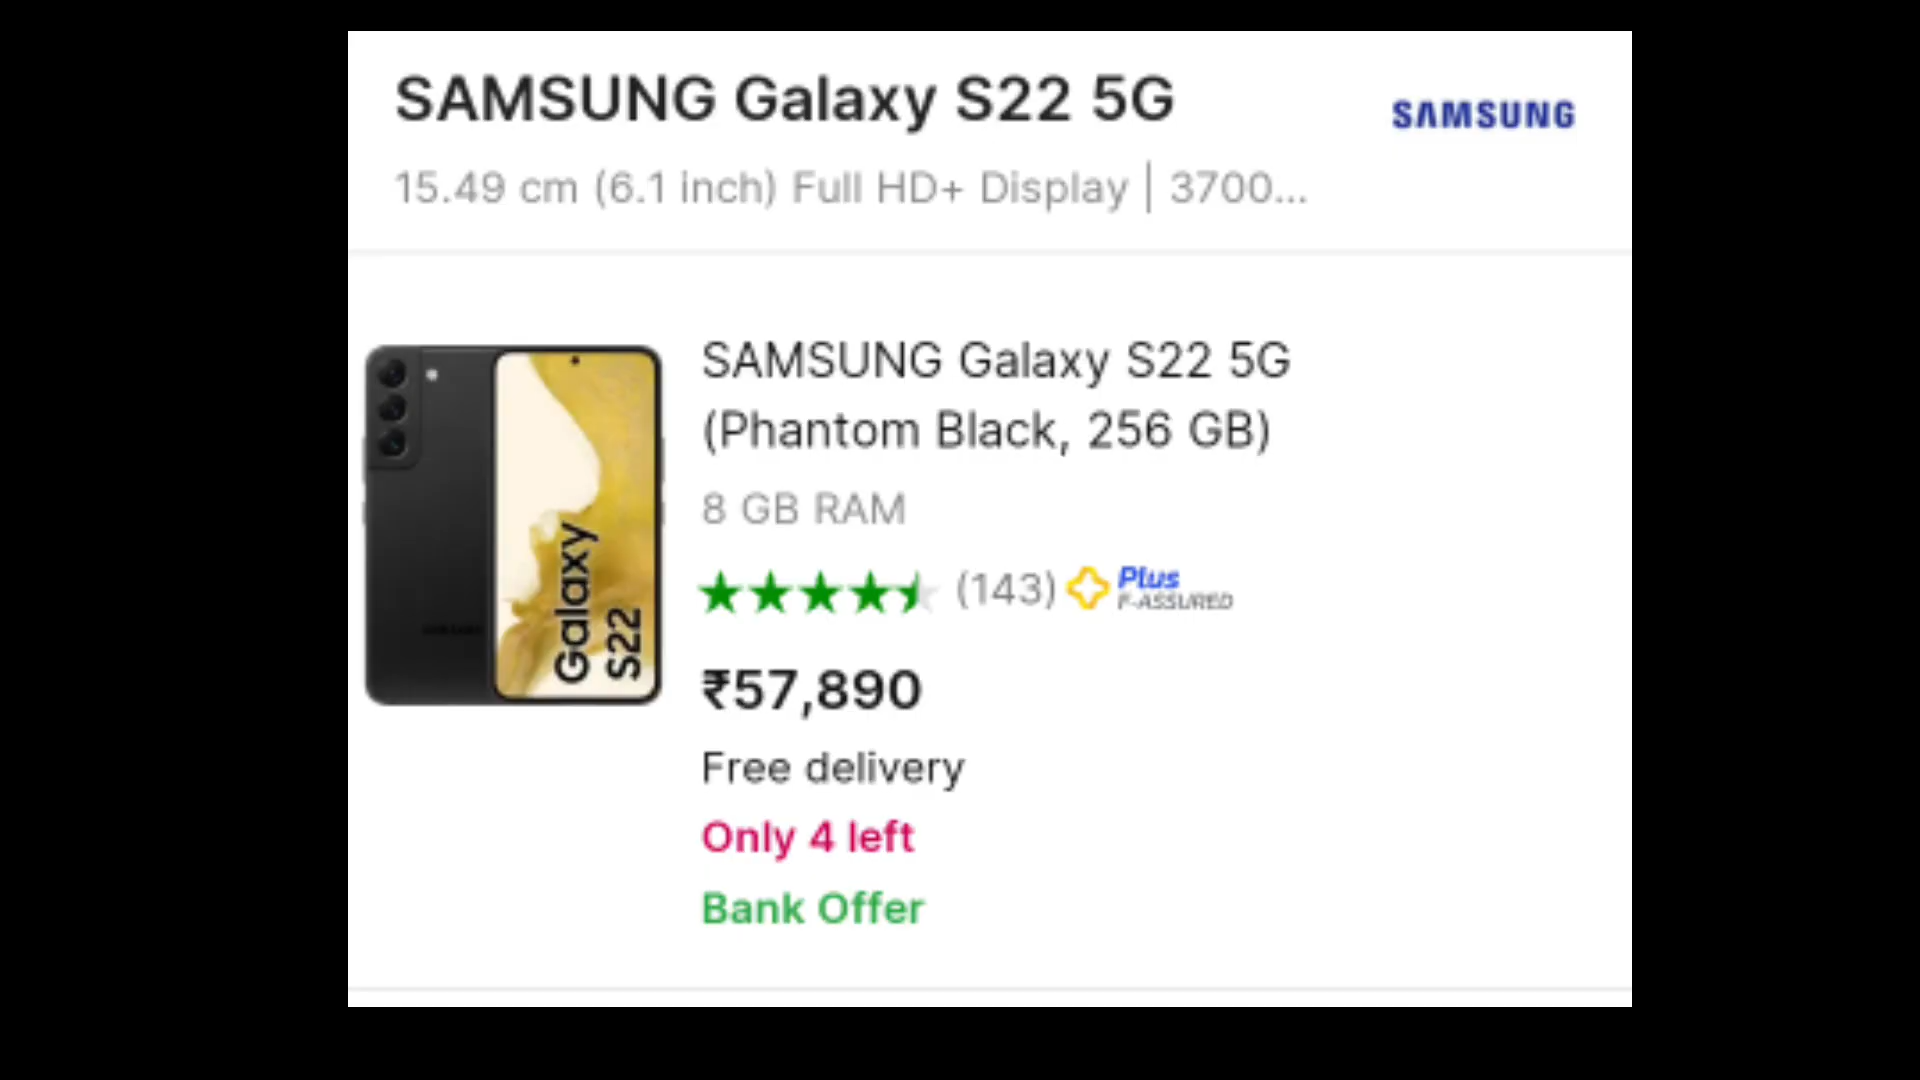 SAMSUNG Galaxy S22 5G
SAMSUNG
15.49 cm (6.1 inch) Full HD+ Display | 3700...
SAMSUNG Galaxy S22 5G
(Phantom Black, 256 GB)
8 GB RAM
(143) Plus
F-ASSURED
Galaxy
S22
₹57,890
Free delivery
Only 4 left
Bank Offer